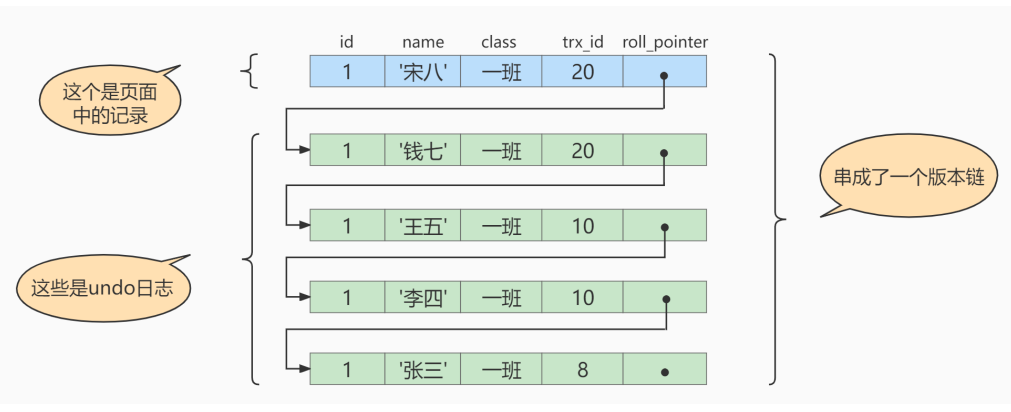 id name class trx_id roll_pointer
1 '宋八' 一班 20
这个是页面
中的记录
1 '钱七' 一班 20
串成了一个版本链
1 '王五' 一班 10
这些是undo日志
1 '李四' 一班 10
1 '张三' 一班 8